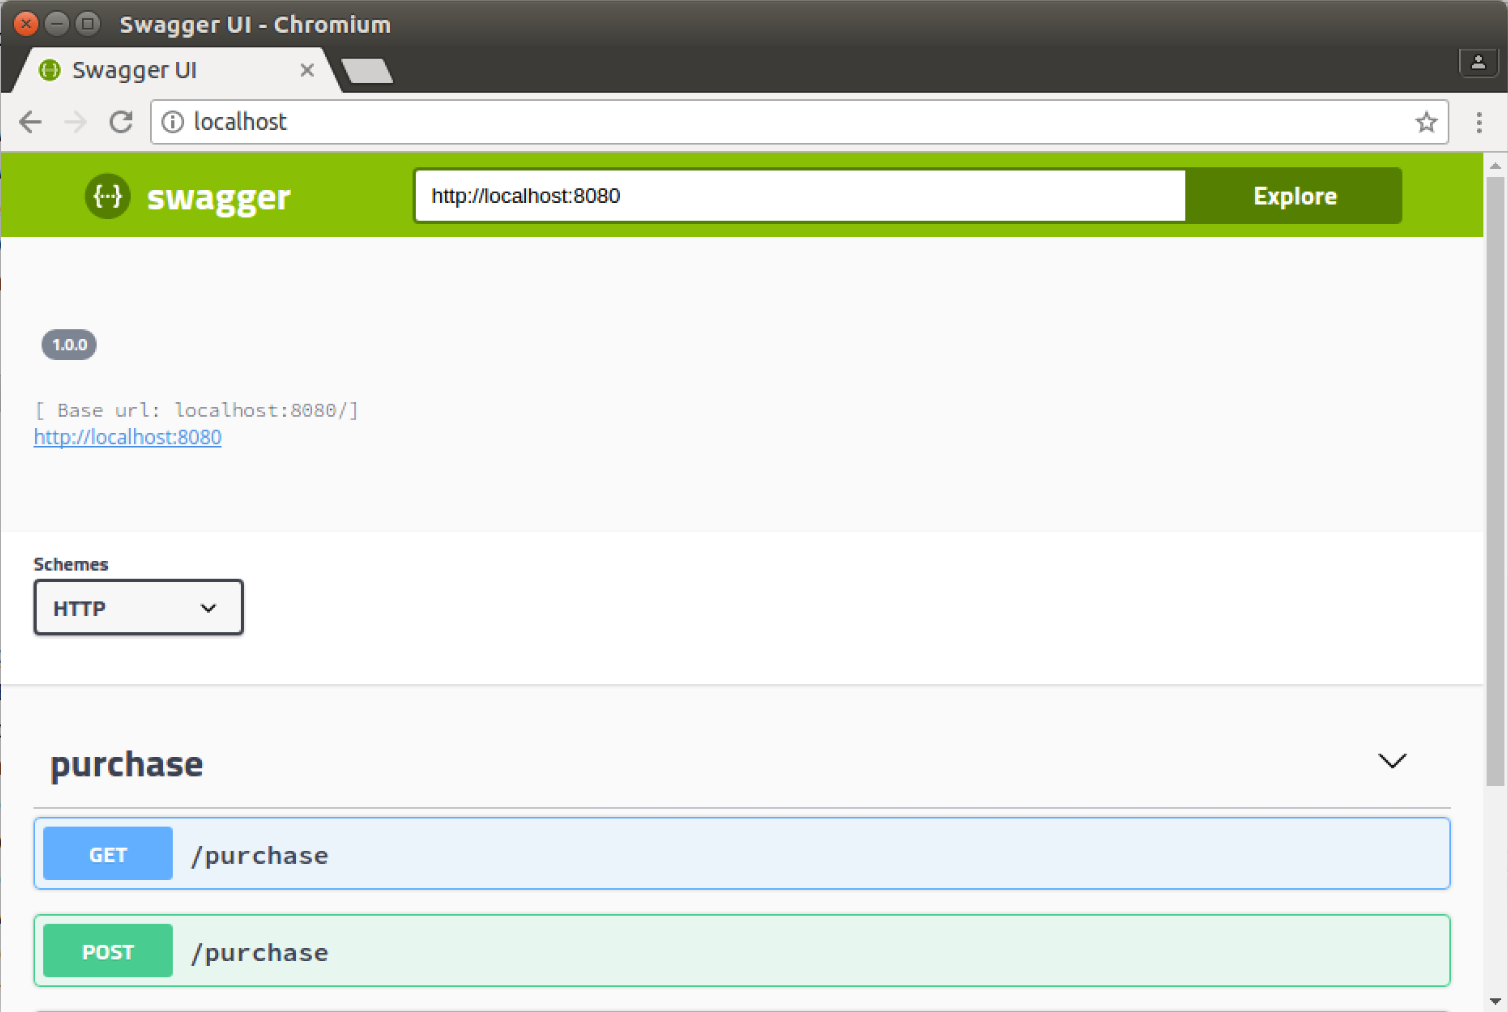 Swagger UI - Chromium
Swagger UI
localhost
{···} swagger
http://localhost:8080
Explore
1.0.0
[ Base url: localhost:8080/]
http://localhost:8080
Schemes
HTTP
purchase
GET /purchase
POST /purchase